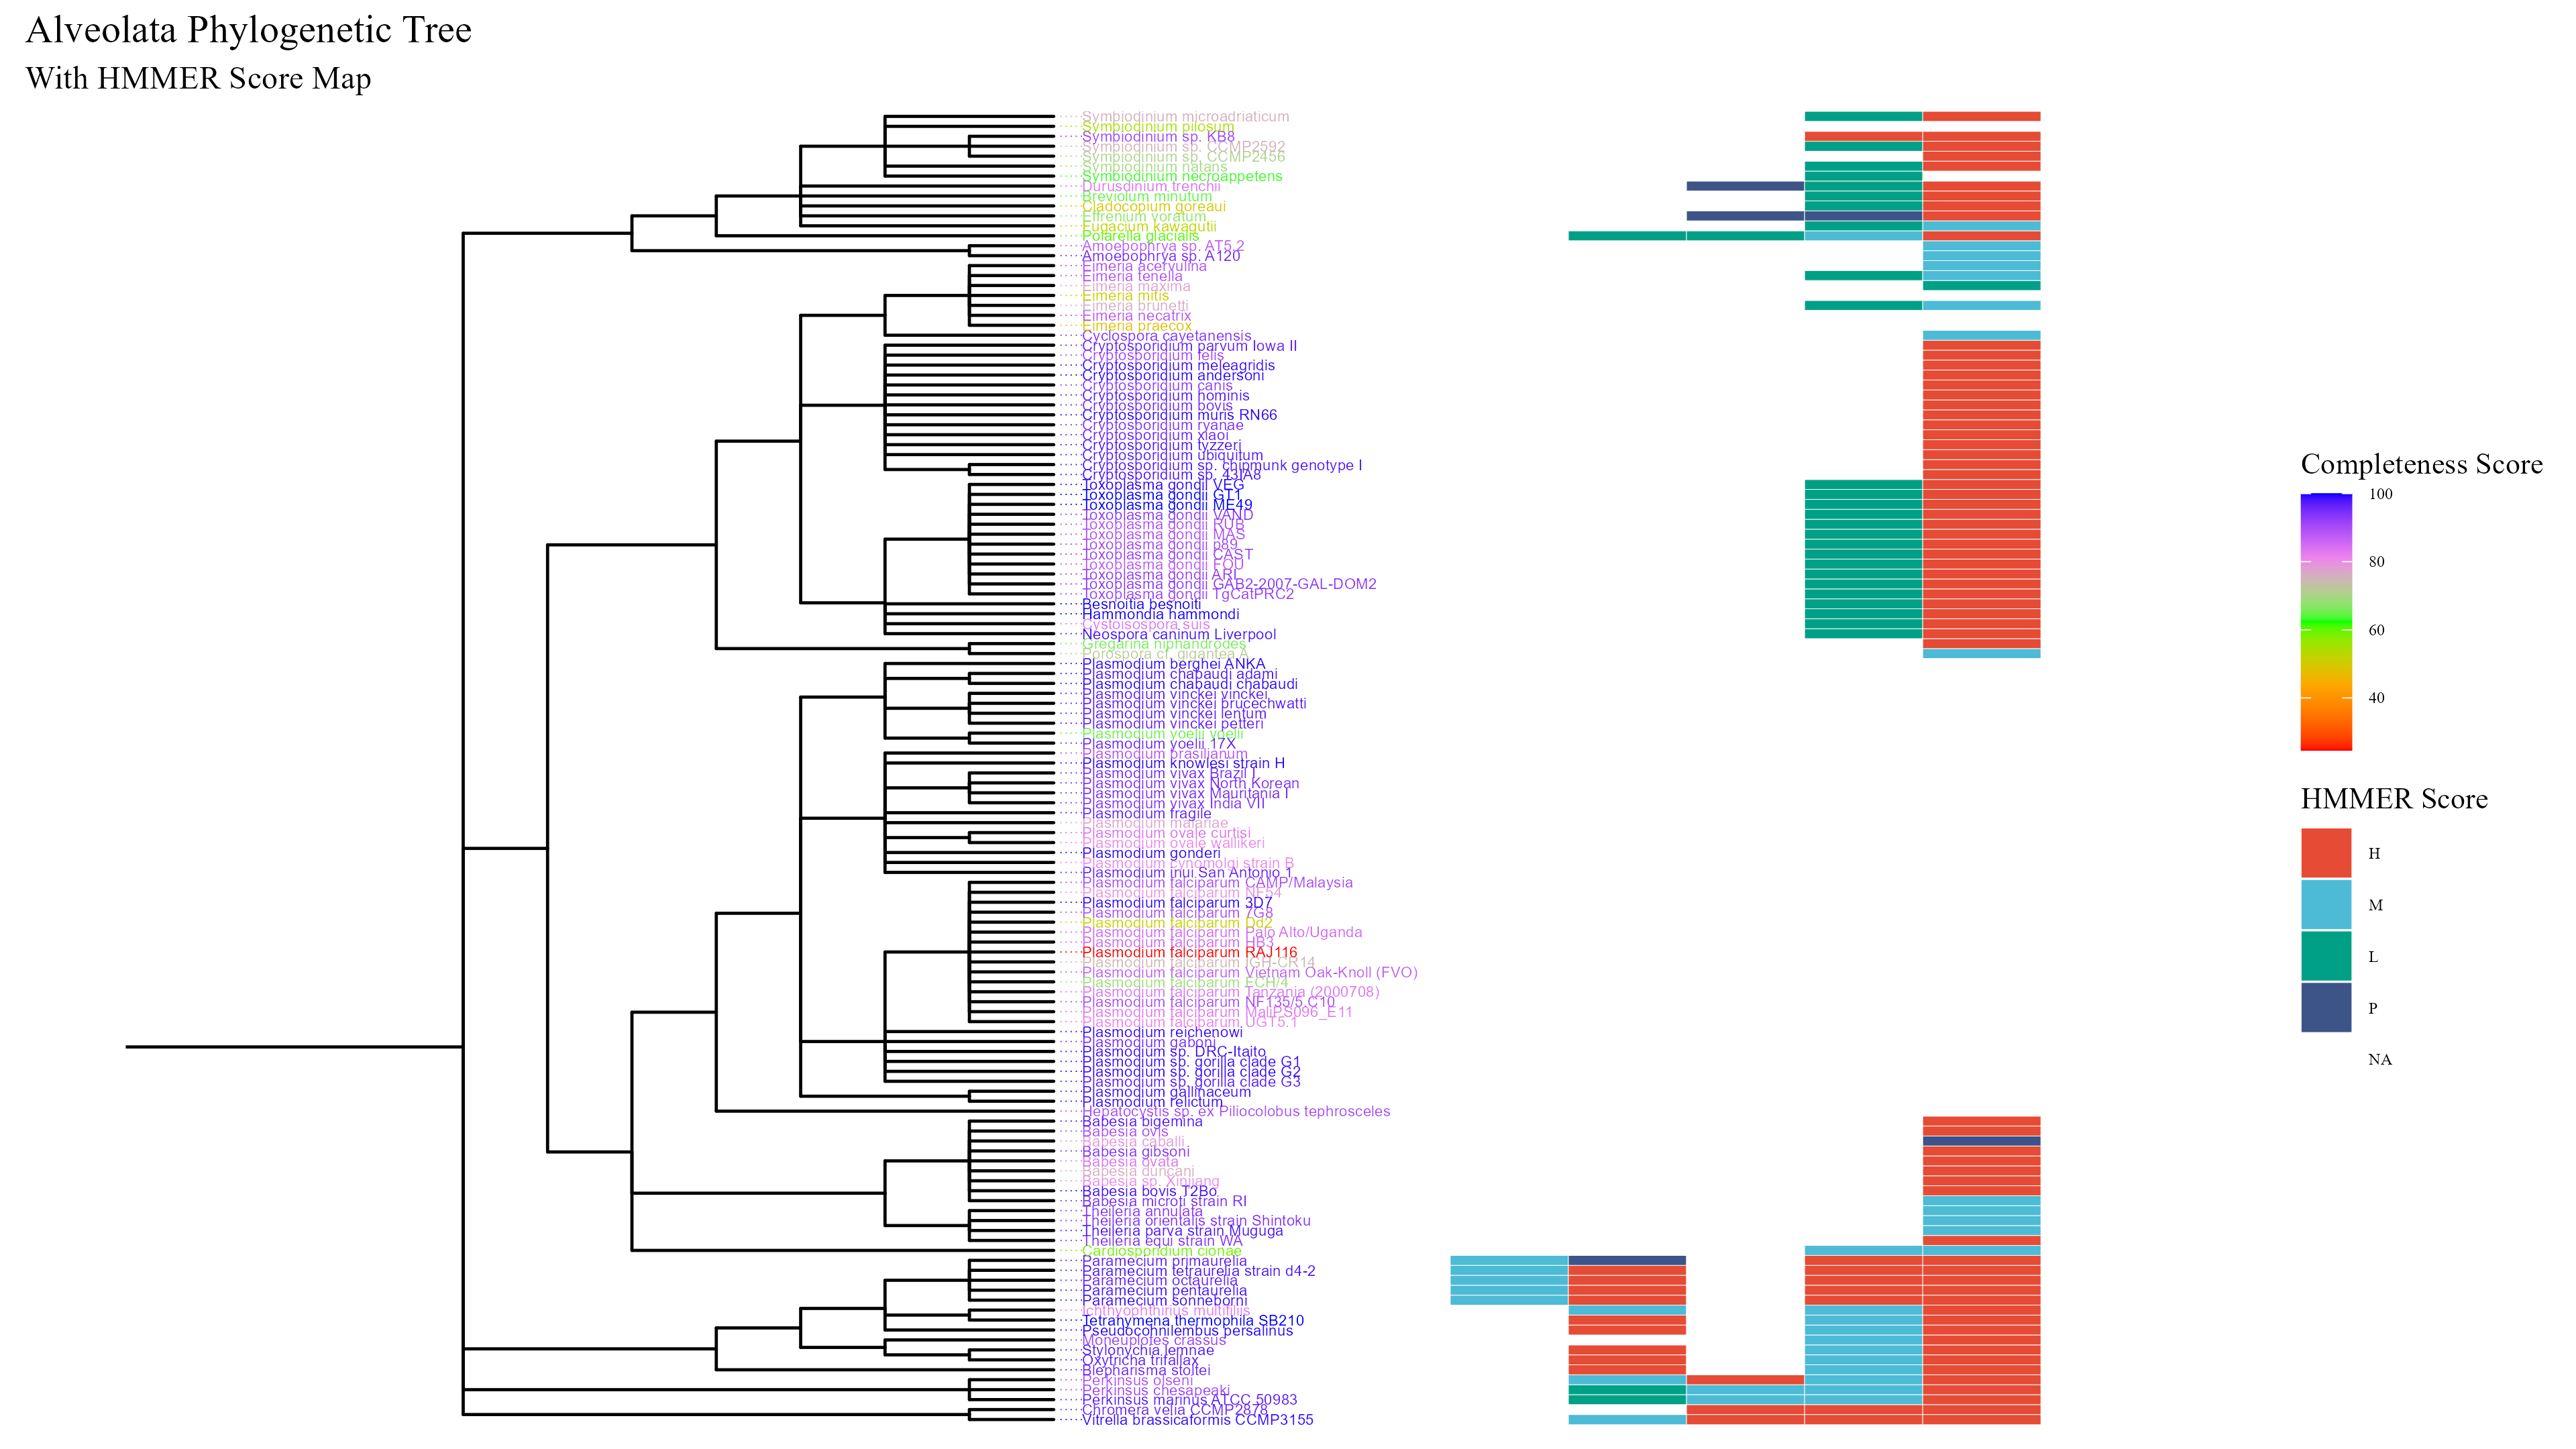 Alveolata Phylogenetic Tree
With HMMER Score Map
Symbiodinium microadriaticum
Symbiodinium pilosum
Symbiodinium sp. KB8
Symbiodinium sp. CCMP2592
Symbiodinium sp. CCMP2456
Symbiodinium natans
Symbiodinium necroappetens
Durusdinium trenchii
Breviolum minutum
Cladocopium goreaui
Effrenium voratum
Fugacium kawagutii
Polarella glacialis
Amoebophrya sp. AT5.2
Amoebophrya sp. A120
Eimeria acervulina
Eimeria tenella
Eimeria maxima
Eimeria mitis
Eimeria brunetti
Eimeria necatrix
Eimeria praecox
Cyclospora cayetanensis
Cryptosporidium parvum Iowa II
Cryptosporidium felis
Cryptosporidium meleagridis
Cryptosporidium andersoni
Cryptosporidium canis
Cryptosporidium hominis
Cryptosporidium bovis
Cryptosporidium muris RN66
Cryptosporidium ryanae
Cryptosporidium xiaoi
Cryptosporidium tyzzeri
Cryptosporidium ubiquitum
Cryptosporidium sp. chipmunk genotype I
Cryptosporidium sp. 43IA8
Toxoplasma gondii VEG
Toxoplasma gondii GT1
Toxoplasma gondii ME49
Toxoplasma gondii VAND
Toxoplasma gondii RUB
Toxoplasma gondii MAS
Toxoplasma gondii p89
Toxoplasma gondii CAST
Toxoplasma gondii FOU
Toxoplasma gondii ARI
Toxoplasma gondii GAB2-2007-GAL-DOM2
Toxoplasma gondii TgCatPRC2
Besnoitia besnoiti
Hammondia hammondi
Cystoisospora suis
Neospora caninum Liverpool
Gregarina niphandrodes
Porospora cf. gigantea A
Plasmodium berghei ANKA
Plasmodium chabaudi adami
Plasmodium chabaudi chabaudi
Plasmodium vinckei vinckei
Plasmodium vinckei brucechwatti
Plasmodium vinckei lentum
Plasmodium vinckei petteri
Plasmodium yoelii yoelii
Plasmodium yoelii 17X
Plasmodium brasilianum
Plasmodium knowlesi strain H
Plasmodium vivax Brazil I
Plasmodium vivax North Korean
Plasmodium vivax Mauritania I
Plasmodium vivax India VII
Plasmodium fragile
Plasmodium malariae
Plasmodium ovale curtisi
Plasmodium ovale wallikeri
Plasmodium gonderi
Plasmodium cynomolgi strain B
Plasmodium inui San Antonio 1
Plasmodium falciparum CAMP/Malaysia
Plasmodium falciparum NF54
Plasmodium falciparum 3D7
Plasmodium falciparum 7G8
Plasmodium falciparum Dd2
Plasmodium falciparum Palo Alto/Uganda
Plasmodium falciparum HB3
Plasmodium falciparum RAJ116
Plasmodium falciparum IGH-CR14
Plasmodium falciparum Vietnam Oak-Knoll (FVO)
Plasmodium falciparum FCH/4
Plasmodium falciparum Tanzania (2000708)
Plasmodium falciparum NF135/5.C10
Plasmodium falciparum MaliPS096_E11
Plasmodium falciparum UGT5.1
Plasmodium reichenowi
Plasmodium gaboni
Plasmodium sp. DRC-Itaito
Plasmodium sp. gorilla clade G1
Plasmodium sp. gorilla clade G2
Plasmodium sp. gorilla clade G3
Plasmodium gallinaceum
Plasmodium relictum
Hepatocystis sp. ex Piliocolobus tephrosceles
Babesia bigemina
Babesia ovis
Babesia caballi
Babesia gibsoni
Babesia ovata
Babesia duncani
Babesia sp. Xinjiang
Babesia bovis T2Bo
Babesia microti strain RI
Theileria annulata
Theileria orientalis strain Shintoku
Theileria parva strain Muguga
Theileria equi strain WA
Cardiosporidium cionae
Paramecium primaurelia
Paramecium tetraurelia strain d4-2
Paramecium octaurelia
Paramecium pentaurelia
Paramecium sonneborni
Ichthyophthirius multifiliis
Tetrahymena thermophila SB210
Pseudocohnilembus persalinus
Moneuplotes crassus
Stylonychia lemnae
Oxytricha trifallax
Blepharisma stoltei
Perkinsus olseni
Perkinsus chesapeaki
Perkinsus marinus ATCC 50983
Chromera velia CCMP2878
Vitrella brassicaformis CCMP3155
Completeness Score
100
80
60
40
HMMER Score
H
M
L
P
NA